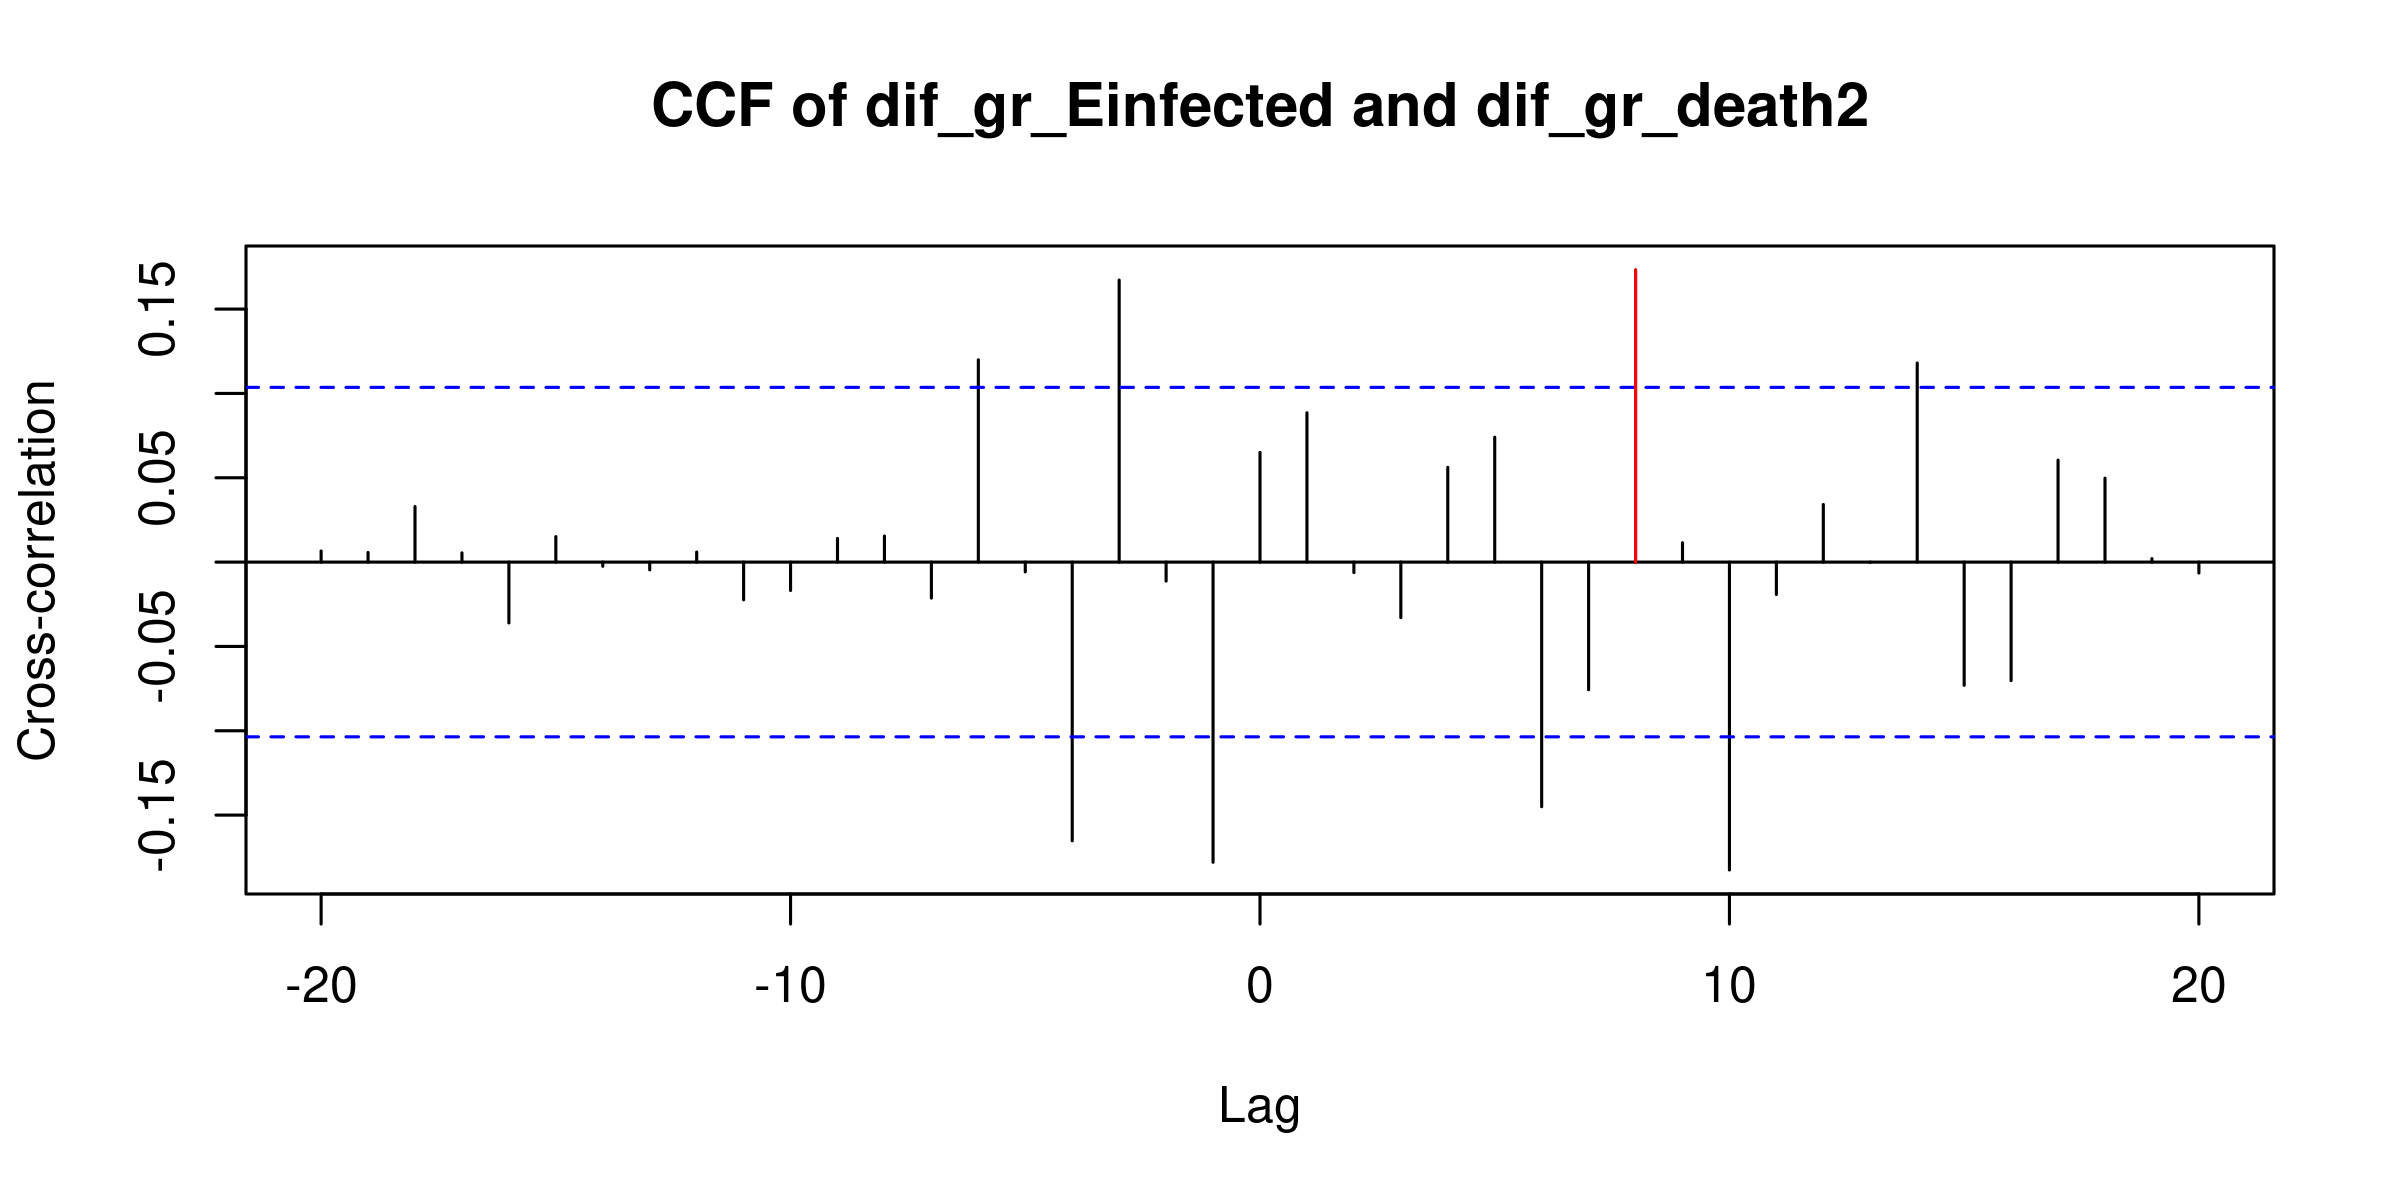 CCF of dif_gr_Einfected and dif_gr_death2
Cross-correlation
0.15
0.05
-0.05
-0.15
-20 -10 0 10 20
Lag